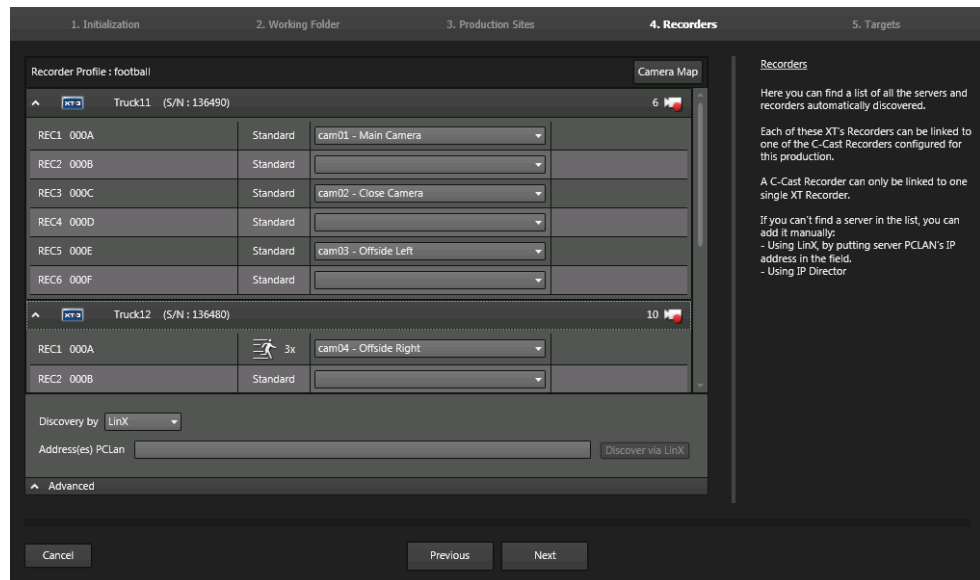 1. Initialization 2. Working Folder 3. Production Sites 4. Recorders 5. Targets
Recorder Profile : football Camera Map
XT3 Truck11 (S/N : 136490) 6
REC1 000A Standard cam01 - Main Camera
REC2 000B Standard
REC3 000C Standard cam02 - Close Camera
REC4 000D Standard
REC5 000E Standard cam03 - Offside Left
REC6 000F Standard
XT3 Truck12 (S/N : 136480) 10
REC1 000A 3x cam04 - Offside Right
REC2 000B Standard
Discovery by LinX
Address(es) PCLan Discover via LinX
Advanced
Cancel Previous Next
Recorders
Here you can find a list of all the servers and
recorders automatically discovered.
Each of these XT's Recorders can be linked to
one of the C-Cast Recorders configured for
this production.
A C-Cast Recorder can only be linked to one
single XT Recorder.
If you can't find a server in the list, you can
add it manually:
- Using LinX, by putting server PCLAN's IP
address in the field.
- Using IP Director